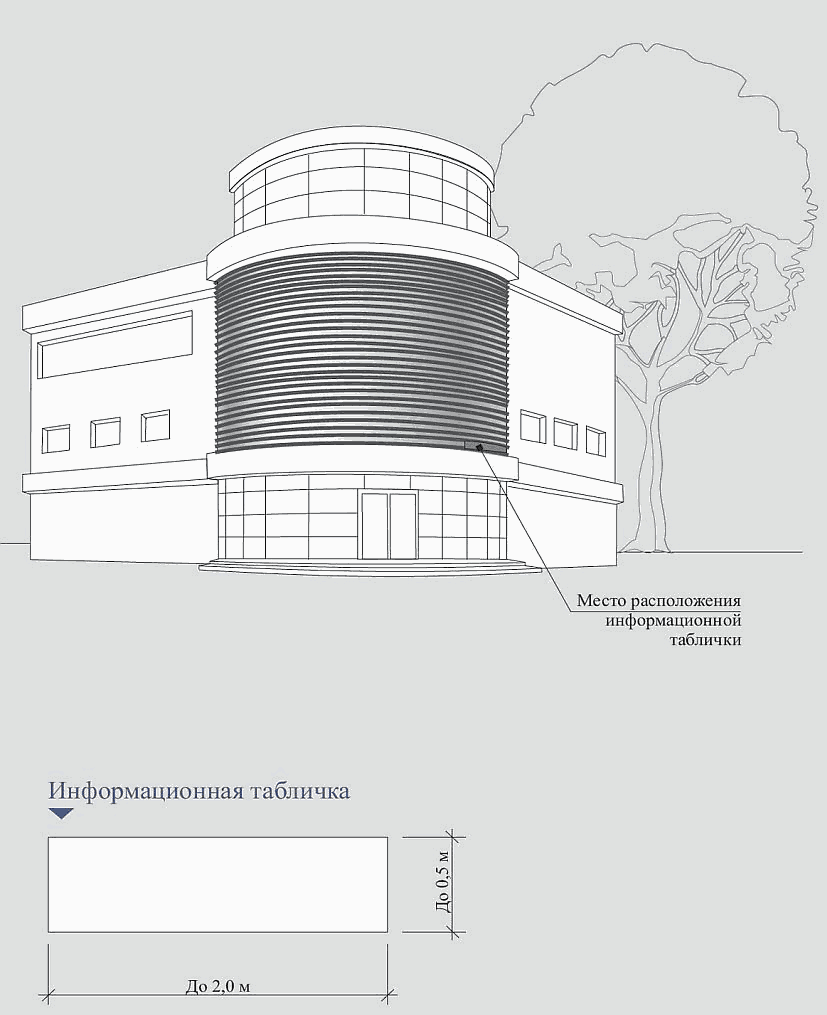 Место расположения
информационной
таблички
Информационная табличка
До 0,5 м
До 2,0 м